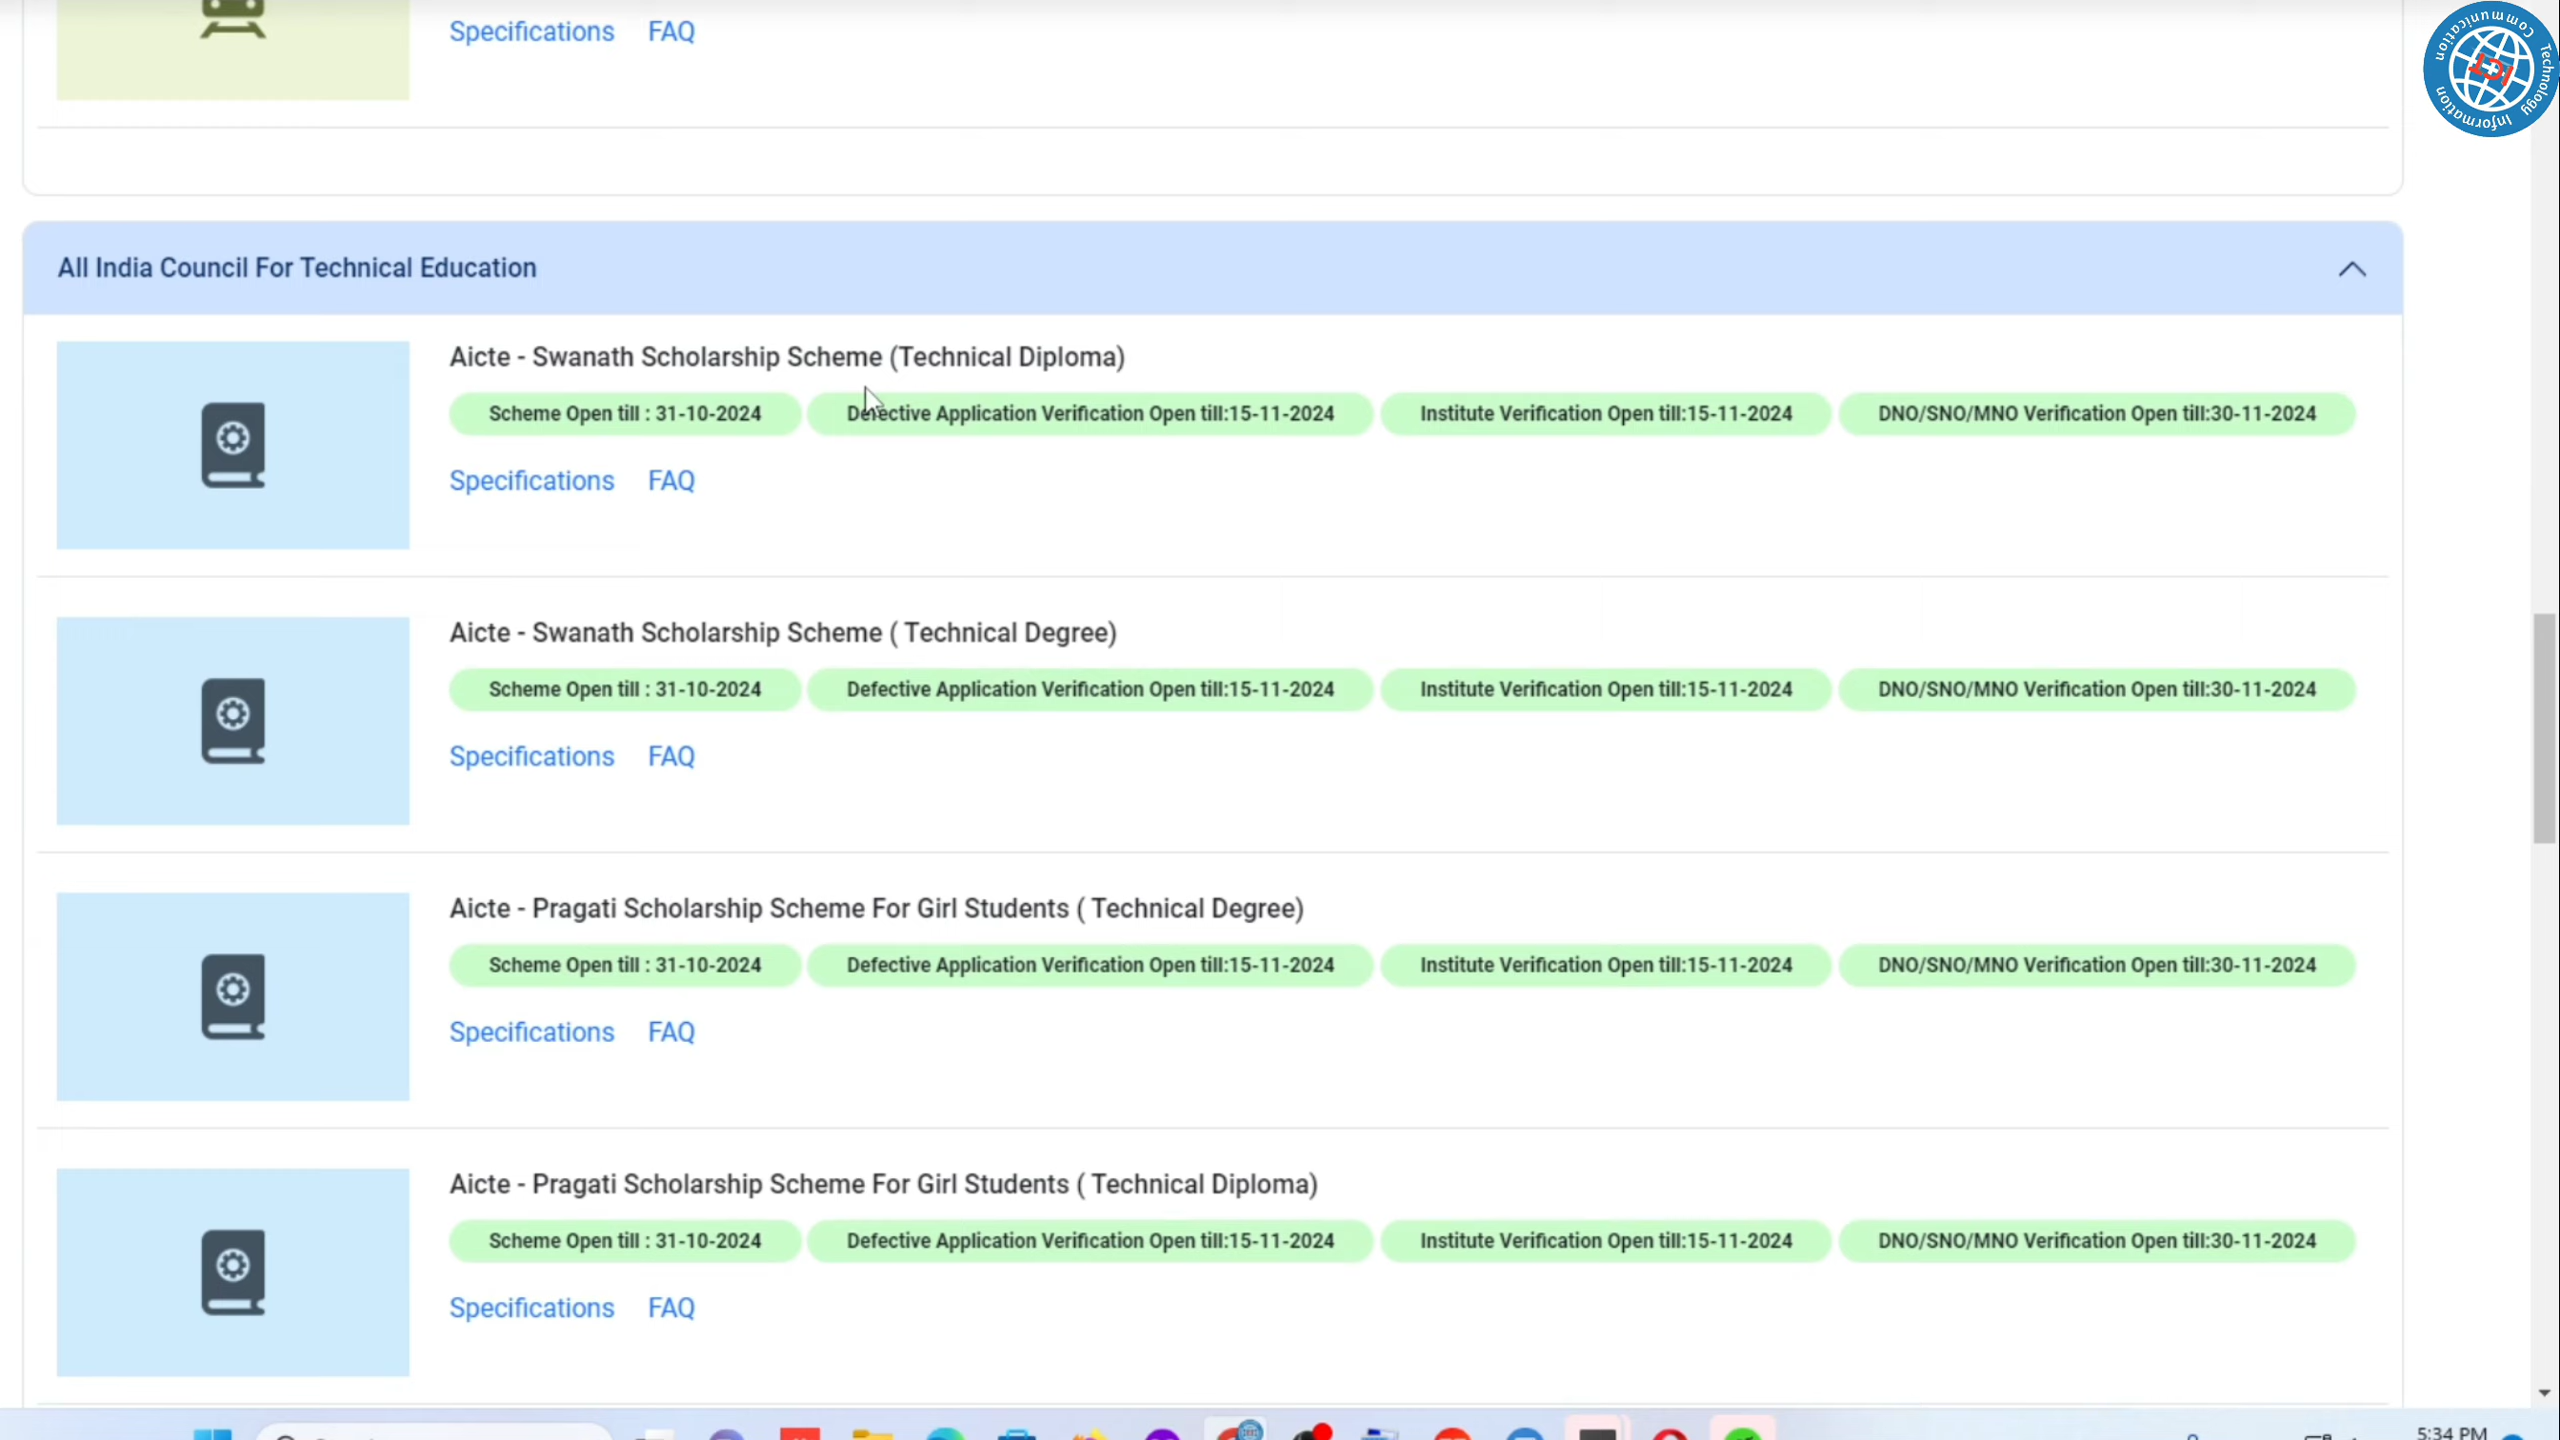 Specifications FAQ
Information Technology Communication
ICT
All India Council For Technical Education
Aicte - Swanath Scholarship Scheme (Technical Diploma)
Scheme Open till : 31-10-2024 Defective Application Verification Open till:15-11-2024 Institute Verification Open till:15-11-2024 DNO/SNO/MNO Verification Open till:30-11-2024
Specifications FAQ
Aicte - Swanath Scholarship Scheme ( Technical Degree)
Scheme Open till : 31-10-2024 Defective Application Verification Open till:15-11-2024 Institute Verification Open till:15-11-2024 DNO/SNO/MNO Verification Open till:30-11-2024
Specifications FAQ
Aicte - Pragati Scholarship Scheme For Girl Students ( Technical Degree)
Scheme Open till : 31-10-2024 Defective Application Verification Open till:15-11-2024 Institute Verification Open till:15-11-2024 DNO/SNO/MNO Verification Open till:30-11-2024
Specifications FAQ
Aicte - Pragati Scholarship Scheme For Girl Students ( Technical Diploma)
Scheme Open till : 31-10-2024 Defective Application Verification Open till:15-11-2024 Institute Verification Open till:15-11-2024 DNO/SNO/MNO Verification Open till:30-11-2024
Specifications FAQ
5:34 PM